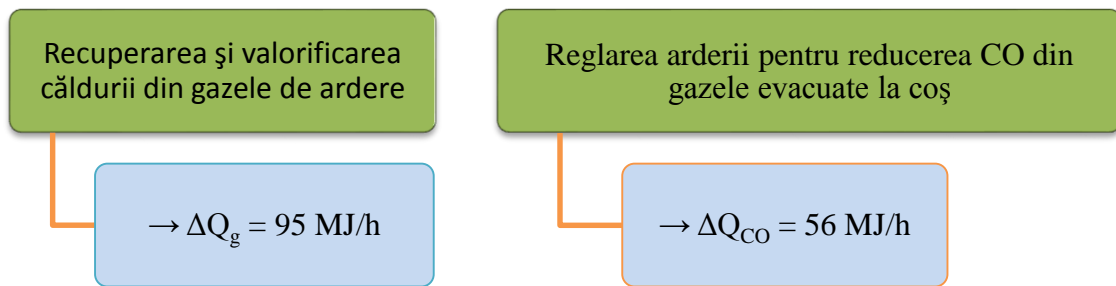 Recuperarea şi valorificarea
căldurii din gazele de ardere
→ ΔQg = 95 MJ/h
Reglarea arderii pentru reducerea CO din
gazele evacuate la coş
→ ΔQCO = 56 MJ/h